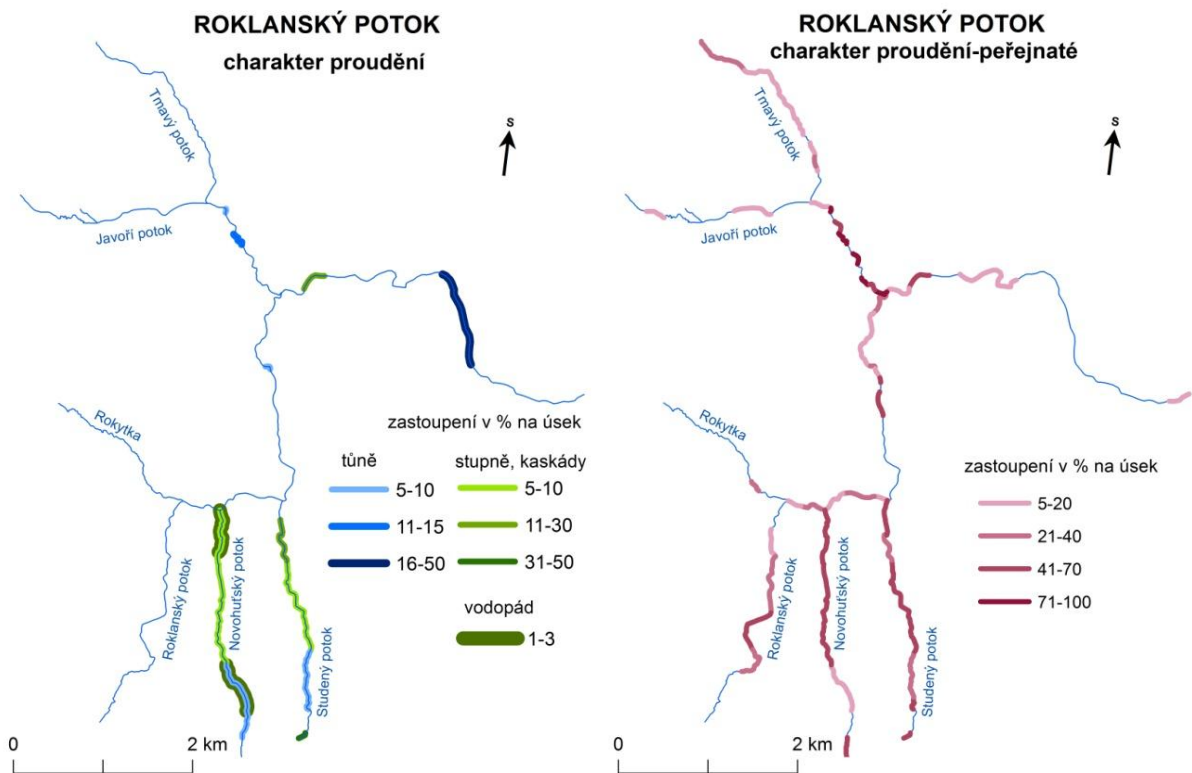 ROKLANSKÝ POTOK
charakter proudění
Tmavý potok
s
Javoří potok
Rokytka
zastoupení v % na úsek
tůně
stupně, kaskády
5-10
5-10
11-15
11-30
16-50
31-50
vodopád
1-3
Roklanský potok
Novohuťský potok
Studený potok
0
2 km
ROKLANSKÝ POTOK
charakter proudění-peřejnaté
Tmavý potok
s
Javoří potok
Rokytka
zastoupení v % na úsek
5-20
21-40
41-70
71-100
Roklanský potok
Novohuťský potok
Studený potok
0
2 km